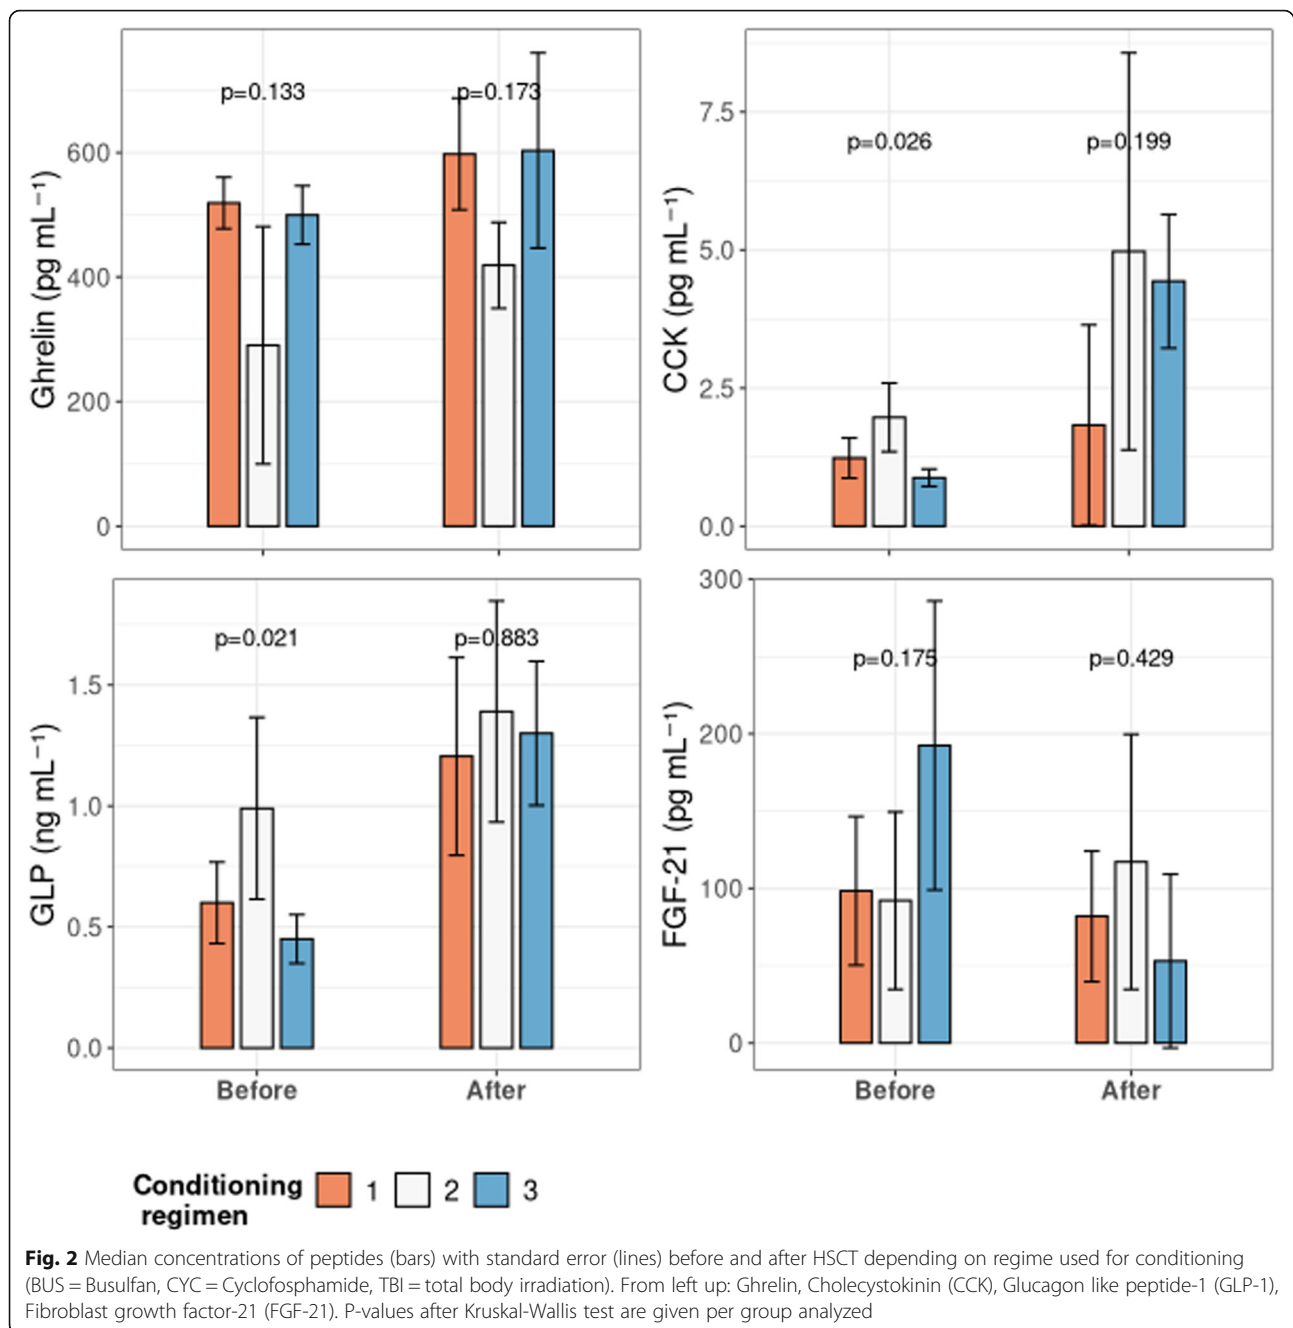 p=0.133
p=0.173
Ghrelin (pg mL⁻¹)
600
400
200
0
p=0.026
p=0.199
CCK (pg mL⁻¹)
7.5
5.0
2.5
0.0
p=0.021
p=0.883
GLP (ng mL⁻¹)
1.5
1.0
0.5
0.0
Before
After
p=0.175
p=0.429
FGF-21 (pg mL⁻¹)
300
200
100
0
Before
After
Conditioning
regimen
1
2
3
Fig. 2 Median concentrations of peptides (bars) with standard error (lines) before and after HSCT depending on regime used for conditioning
(BUS = Busulfan, CYC = Cyclofosphamide, TBI = total body irradiation). From left up: Ghrelin, Cholecystokinin (CCK), Glucagon like peptide-1 (GLP-1),
Fibroblast growth factor-21 (FGF-21). P-values after Kruskal-Wallis test are given per group analyzed